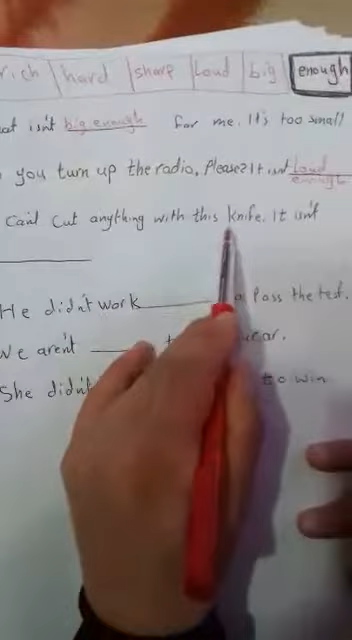 rich hard sharp Loud big enough
at isn't big enough for me. It's too small
you turn up the radio, Please? It isn't Loud enough
Can't cut anything with this knife. It isn't
He didn't work ________ Pass the test.
We aren't ____
She didn't to win